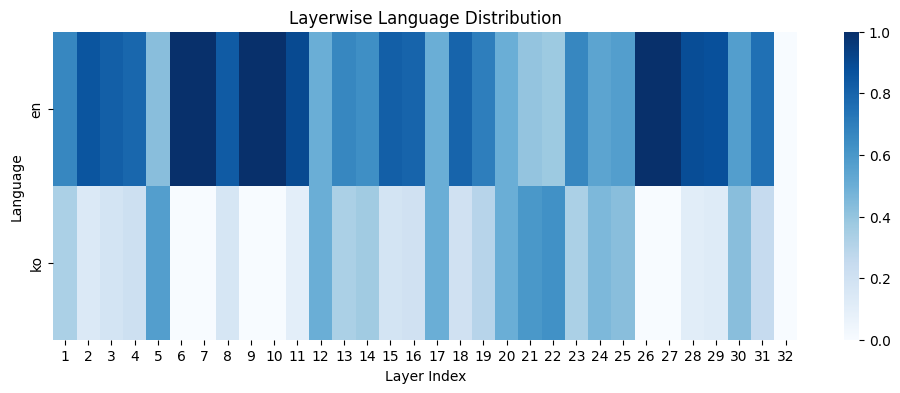 Layerwise Language Distribution
en
ko
Language
1 2 3 4 5 6 7 8 9 10 11 12 13 14 15 16 17 18 19 20 21 22 23 24 25 26 27 28 29 30 31 32
Layer Index
1.0
0.8
0.6
0.4
0.2
0.0